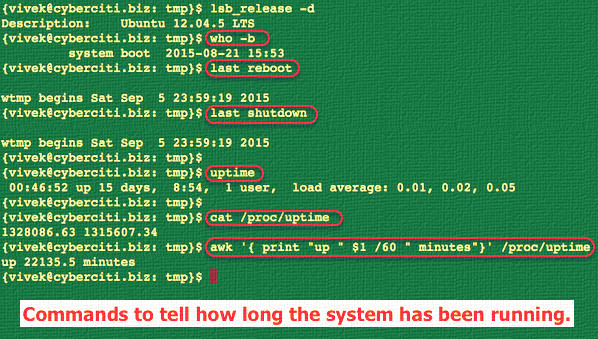 {vivek@cyberciti.biz: tmp}$ lsb_release -d
Description:    Ubuntu 12.04.5 LTS
{vivek@cyberciti.biz: tmp}$ who -b
         system boot  2015-08-21 15:53
{vivek@cyberciti.biz: tmp}$ last reboot

wtmp begins Sat Sep  5 23:59:19 2015
{vivek@cyberciti.biz: tmp}$ last shutdown

wtmp begins Sat Sep  5 23:59:19 2015
{vivek@cyberciti.biz: tmp}$
{vivek@cyberciti.biz: tmp}$ uptime
 00:46:52 up 15 days,  8:54,  1 user,  load average: 0.01, 0.02, 0.05
{vivek@cyberciti.biz: tmp}$
{vivek@cyberciti.biz: tmp}$ cat /proc/uptime
1328086.63 1315607.34
{vivek@cyberciti.biz: tmp}$ awk '{ print "up " $1 /60 " minutes"}' /proc/uptime
up 22135.5 minutes
{vivek@cyberciti.biz: tmp}$
Commands to tell how long the system has been running.